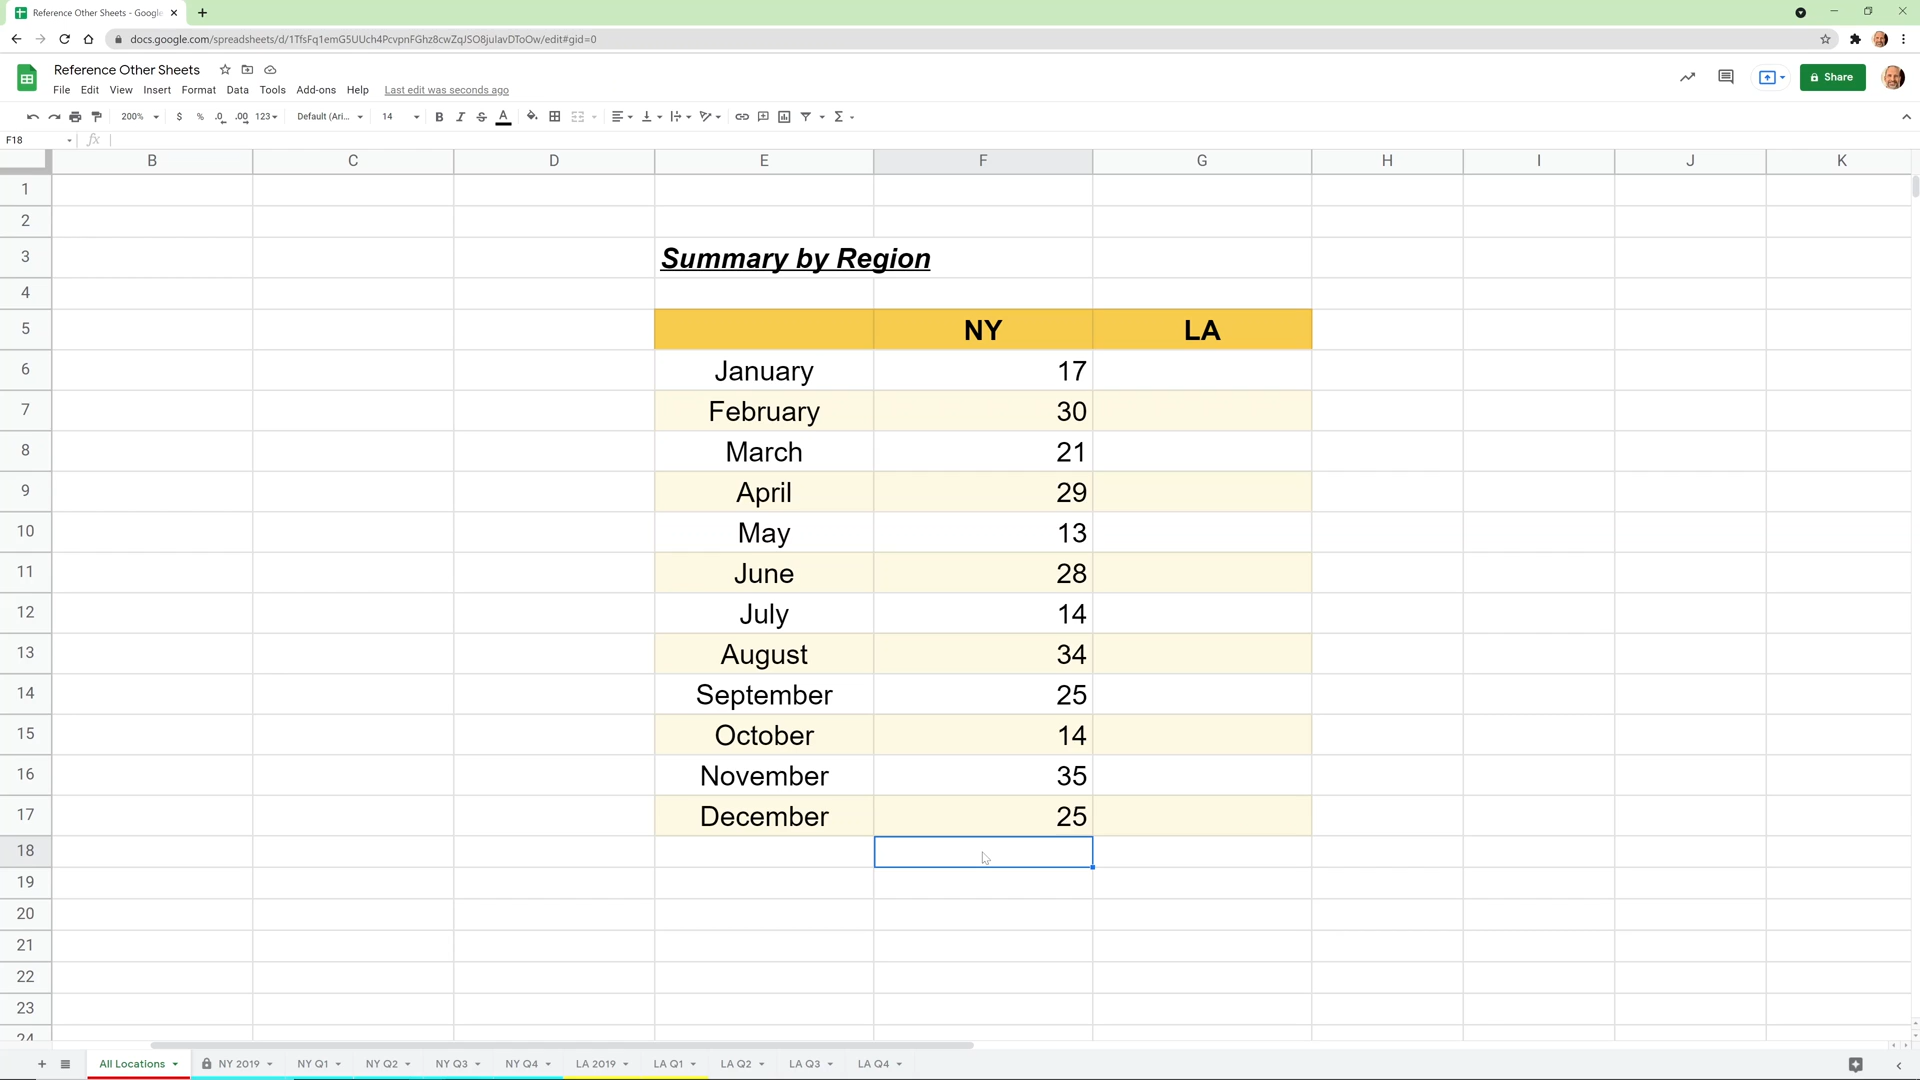 Reference Other Sheets - Google
docs.google.com/spreadsheets/d/1TfsFq1emG5UUch4PcvpnFGhz8cwZqJSO8juIavDToOw/edit#gid=0
Reference Other Sheets
File Edit View Insert Format Data Tools Add-ons Help Last edit was seconds ago
Share
200% $ % .0 .00 123 Default (Ari... 14 B I S A Σ
F18 fx
B C D E F G H I J K
1
2
3 Summary by Region
4
5 NY LA
6 January 17
7 February 30
8 March 21
9 April 29
10 May 13
11 June 28
12 July 14
13 August 34
14 September 25
15 October 14
16 November 35
17 December 25
18
19
20
21
22
23
24
All Locations NY 2019 NY Q1 NY Q2 NY Q3 NY Q4 LA 2019 LA Q1 LA Q2 LA Q3 LA Q4